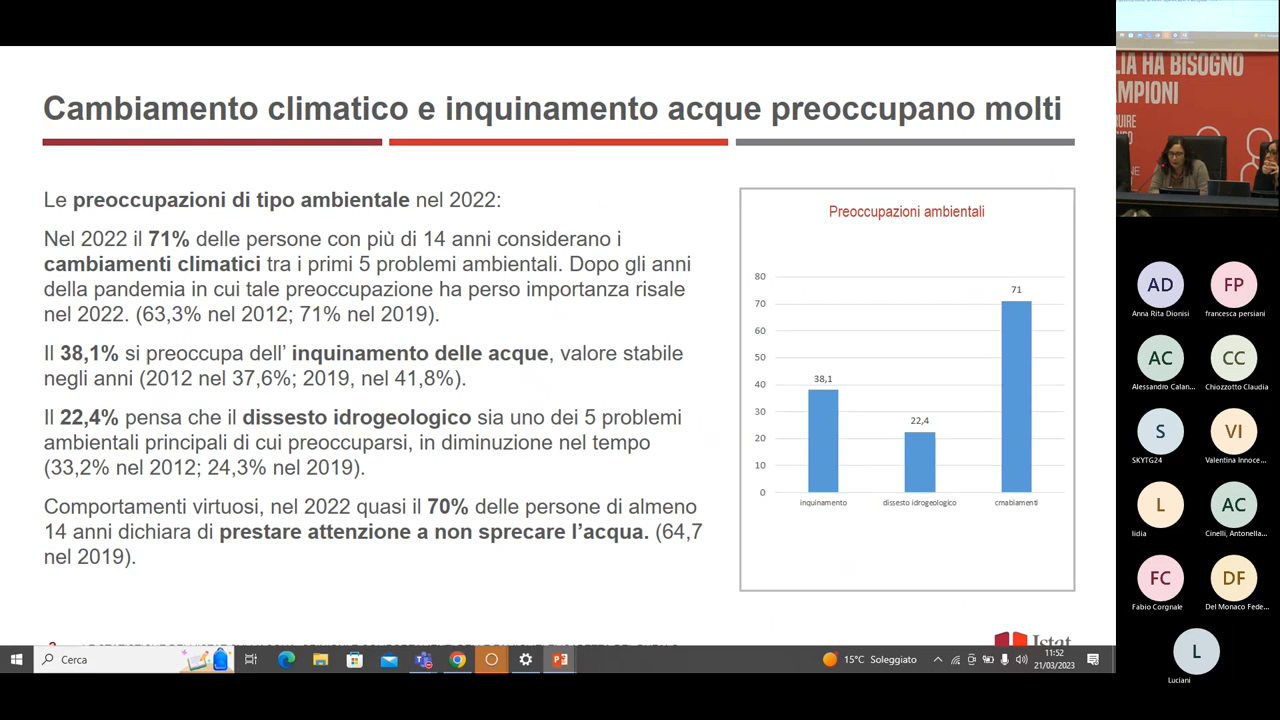 Cambiamento climatico e inquinamento acque preoccupano molti
Le preoccupazioni di tipo ambientale nel 2022:
Nel 2022 il 71% delle persone con più di 14 anni considerano i
cambiamenti climatici tra i primi 5 problemi ambientali. Dopo gli anni
della pandemia in cui tale preoccupazione ha perso importanza risale
nel 2022. (63,3% nel 2012; 71% nel 2019).
Il 38,1% si preoccupa dell’ inquinamento delle acque, valore stabile
negli anni (2012 nel 37,6%; 2019, nel 41,8%).
Il 22,4% pensa che il dissesto idrogeologico sia uno dei 5 problemi
ambientali principali di cui preoccuparsi, in diminuzione nel tempo
(33,2% nel 2012; 24,3% nel 2019).
Comportamenti virtuosi, nel 2022 quasi il 70% delle persone di almeno
14 anni dichiara di prestare attenzione a non sprecare l’acqua. (64,7
nel 2019).
Preoccupazioni ambientali
80
70
60
50
40
30
20
10
0
38,1
22,4
71
inquinamento
dissesto idrogeologico
cmabiamenti
Istat
Cerca
15°C Soleggiato
11:52
21/03/2023
LIA HA BISOGNO
AMPIONI
AD
Anna Rita Dionisi
FP
francesca persiani
AC
Alessandro Calan...
CC
Chiozzotto Claudia
S
SKYTG24
VI
Valentina Innoce...
L
lidia
AC
Cinelli, Antonella...
FC
Fabio Corgnale
DF
Del Monaco Fede...
L
Luciani